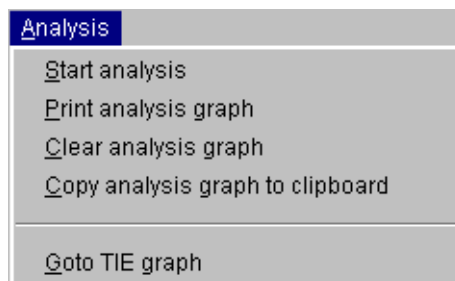 Analysis
Start analysis
Print analysis graph
Clear analysis graph
Copy analysis graph to clipboard
Goto TIE graph